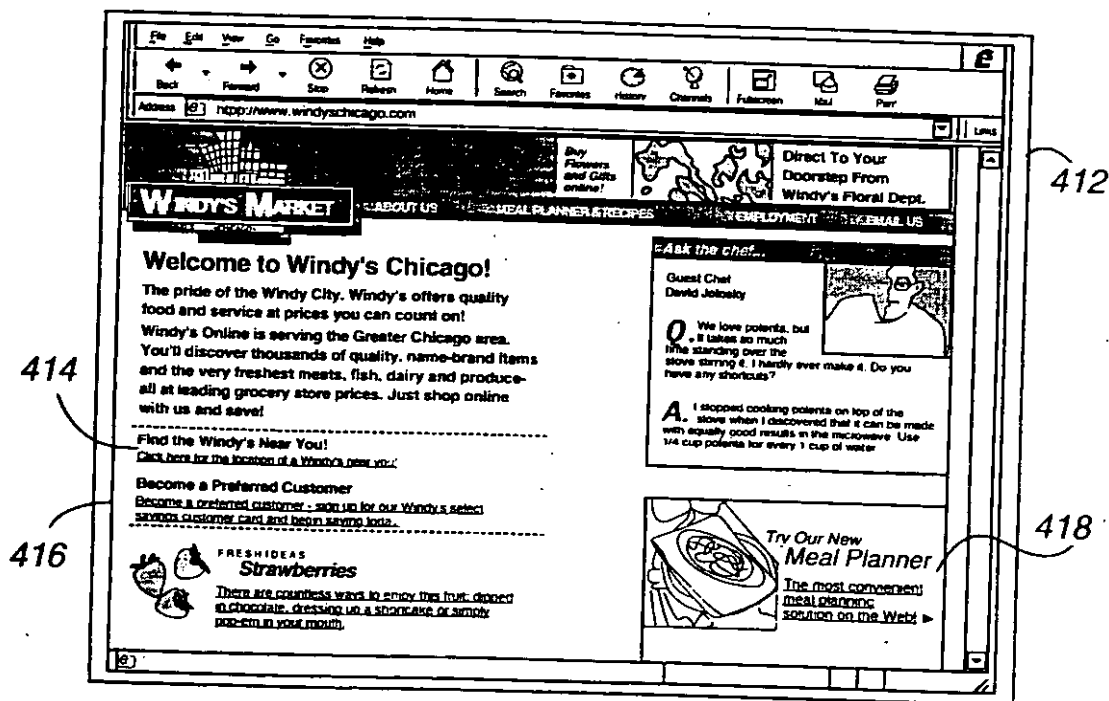 File Edit View Go Favorites Help
Back Forward Stop Refresh Home Search Favorites History Channels Fullscreen Mail Print
Address htpp://www.windyschicago.com Links
412
Buy
Flowers
and Gifts
online!
Direct To Your
Doorstep From
Windy's Floral Dept.
WINDY'S MARKET
ABOUT US MEAL PLANNER & RECIPES EMPLOYMENT EMAIL US
Welcome to Windy's Chicago!
The pride of the Windy City. Windy's offers quality
food and service at prices you can count on!
Windy's Online is serving the Greater Chicago area.
You'll discover thousands of quality, name-brand items
and the very freshest meats, fish, dairy and produce-
all at leading grocery store prices. Just shop online
with us and save!
414
Find the Windy's Near You!
Click here for the location of a Windy's near you!
Become a Preferred Customer
Become a preferred customer - sign up for our Windy's select
savings customer card and begin saving today.
416
FRESH IDEAS
Strawberries
There are countless ways to enjoy this fruit: dipped
in chocolate, dressing up a shortcake or simply
pop-em in your mouth.
Ask the chef...
Guest Chef
David Jolosky
Q. We love polenta, but
it takes so much
time standing over the
stove stirring it, I hardly ever make it. Do you
have any shortcuts?
A. I stopped cooking polenta on top of the
stove when I discovered that it can be made
with equally good results in the microwave. Use
1/4 cup polenta for every 1 cup of water
Try Our New
Meal Planner
418
The most convenient
meal planning
solution on the Web!